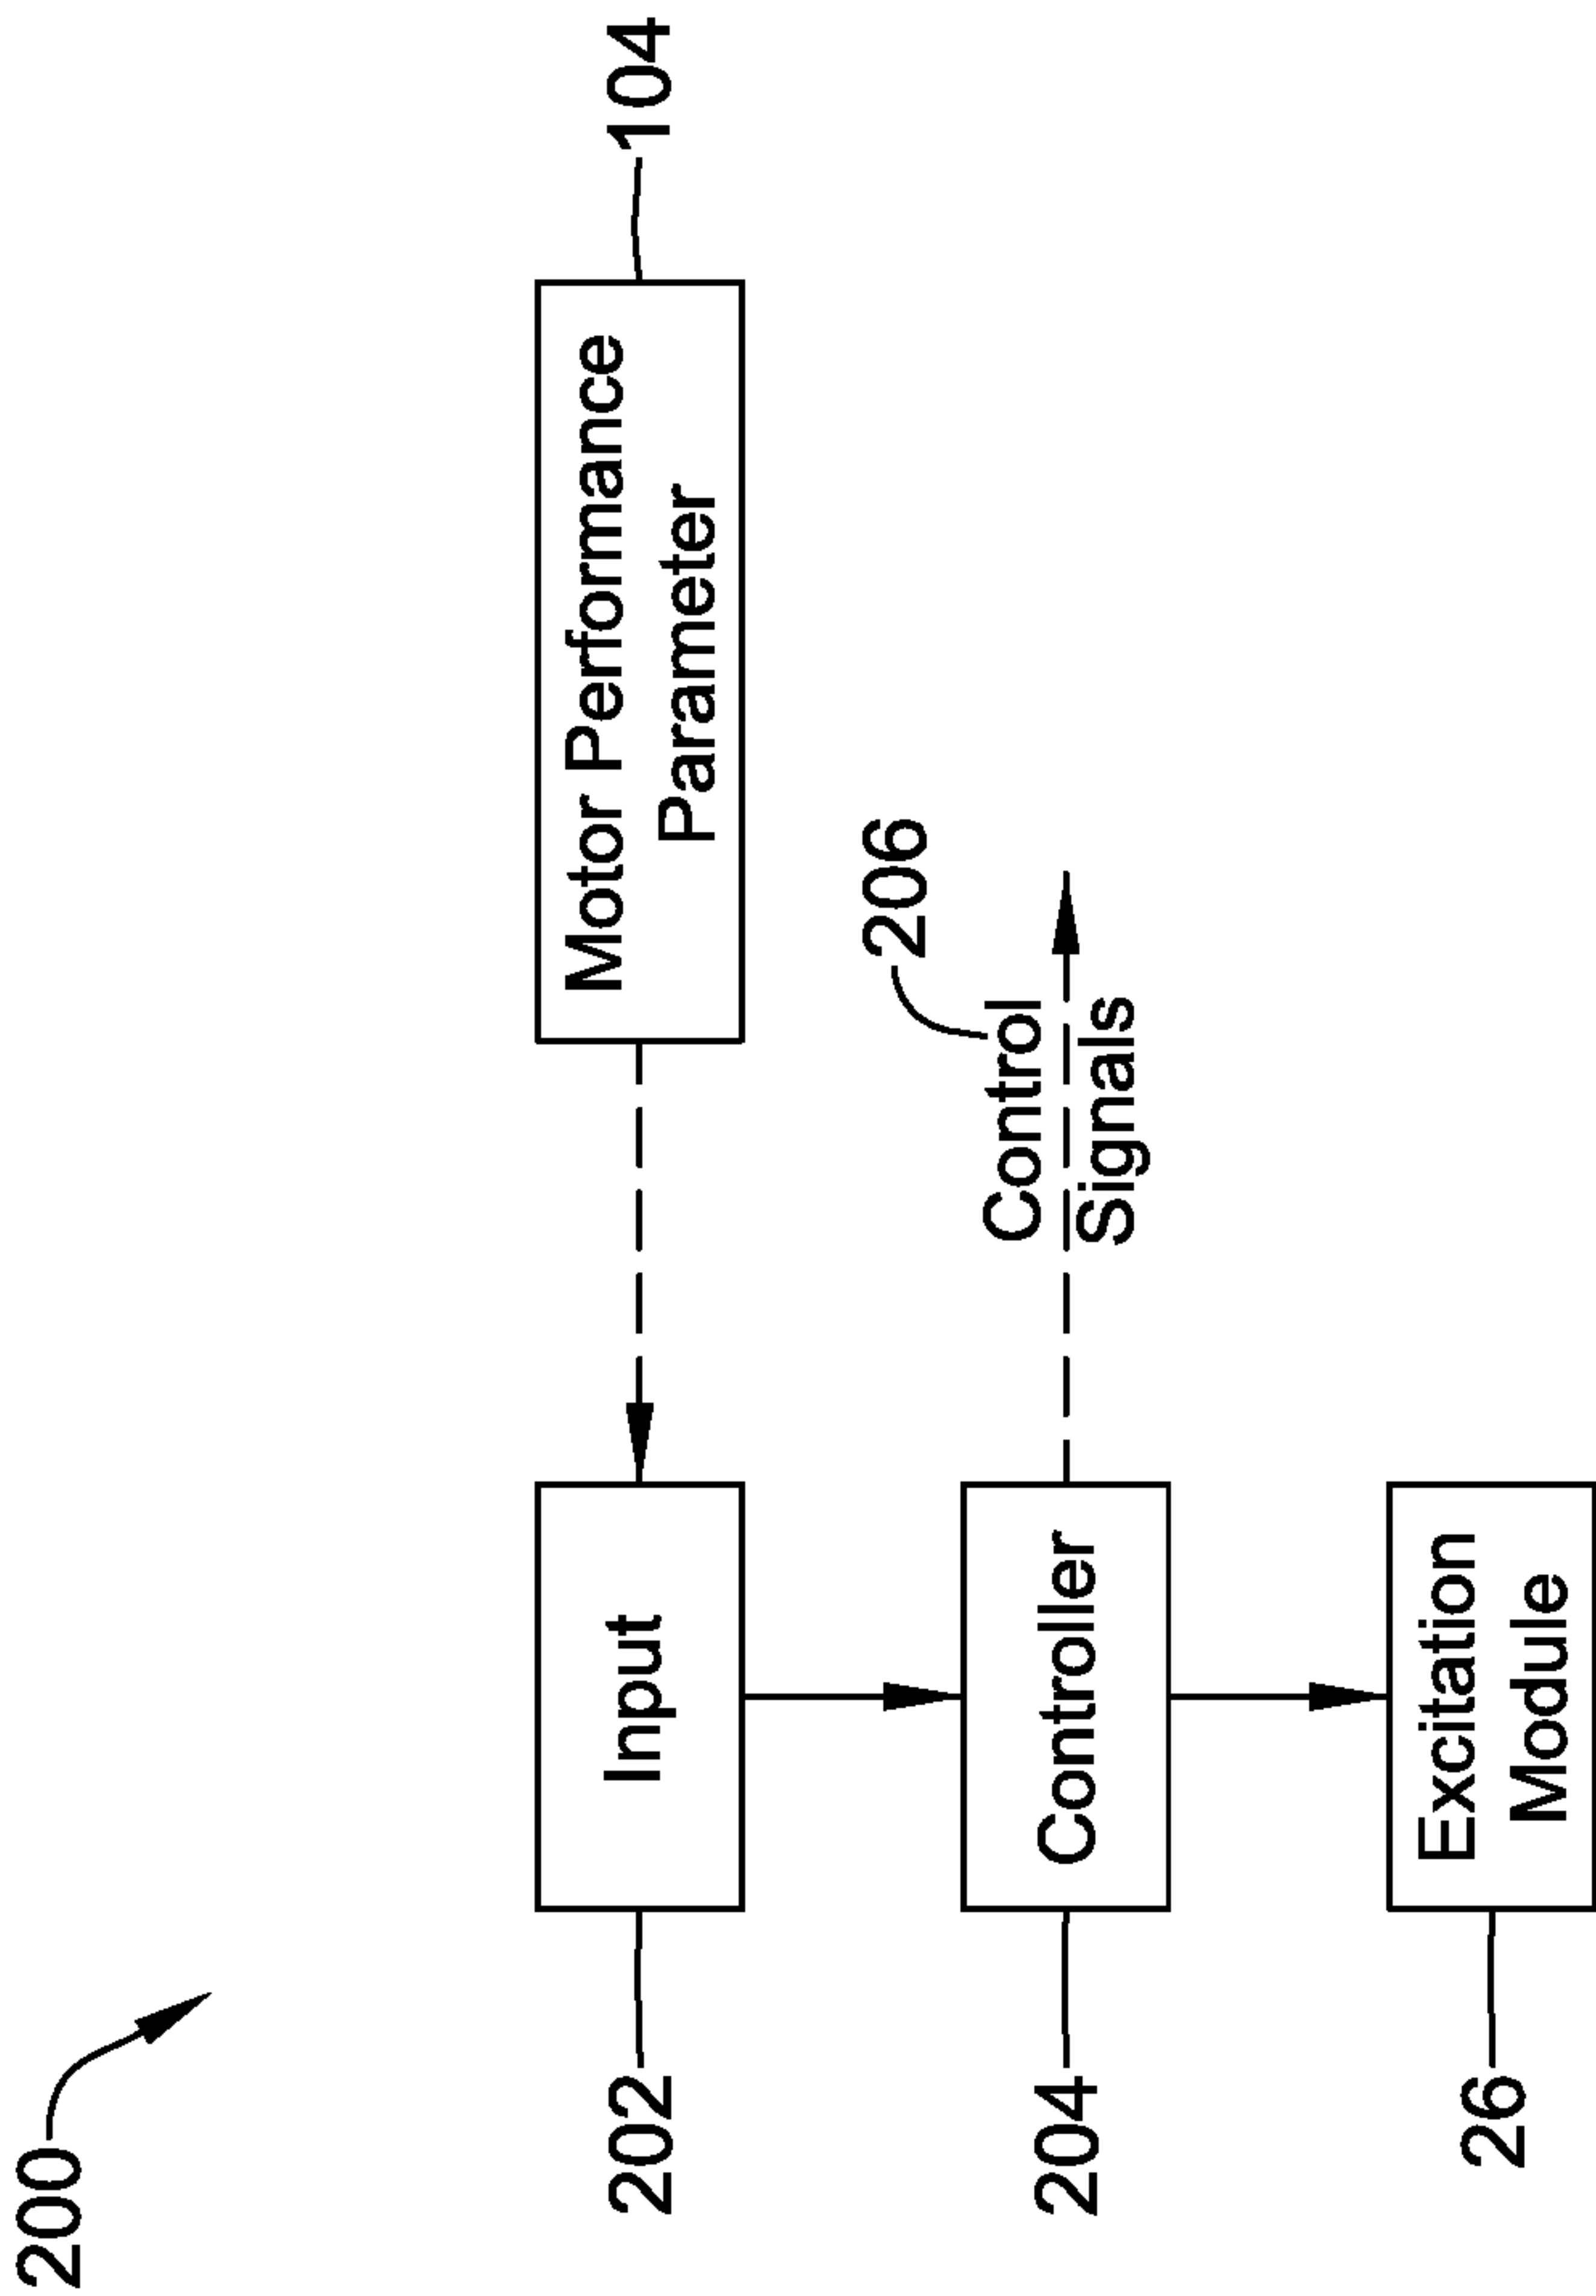 200
202
Input
Motor Performance
Parameter
104
206
204
Controller
Control
Signals
26
Excitation
Module